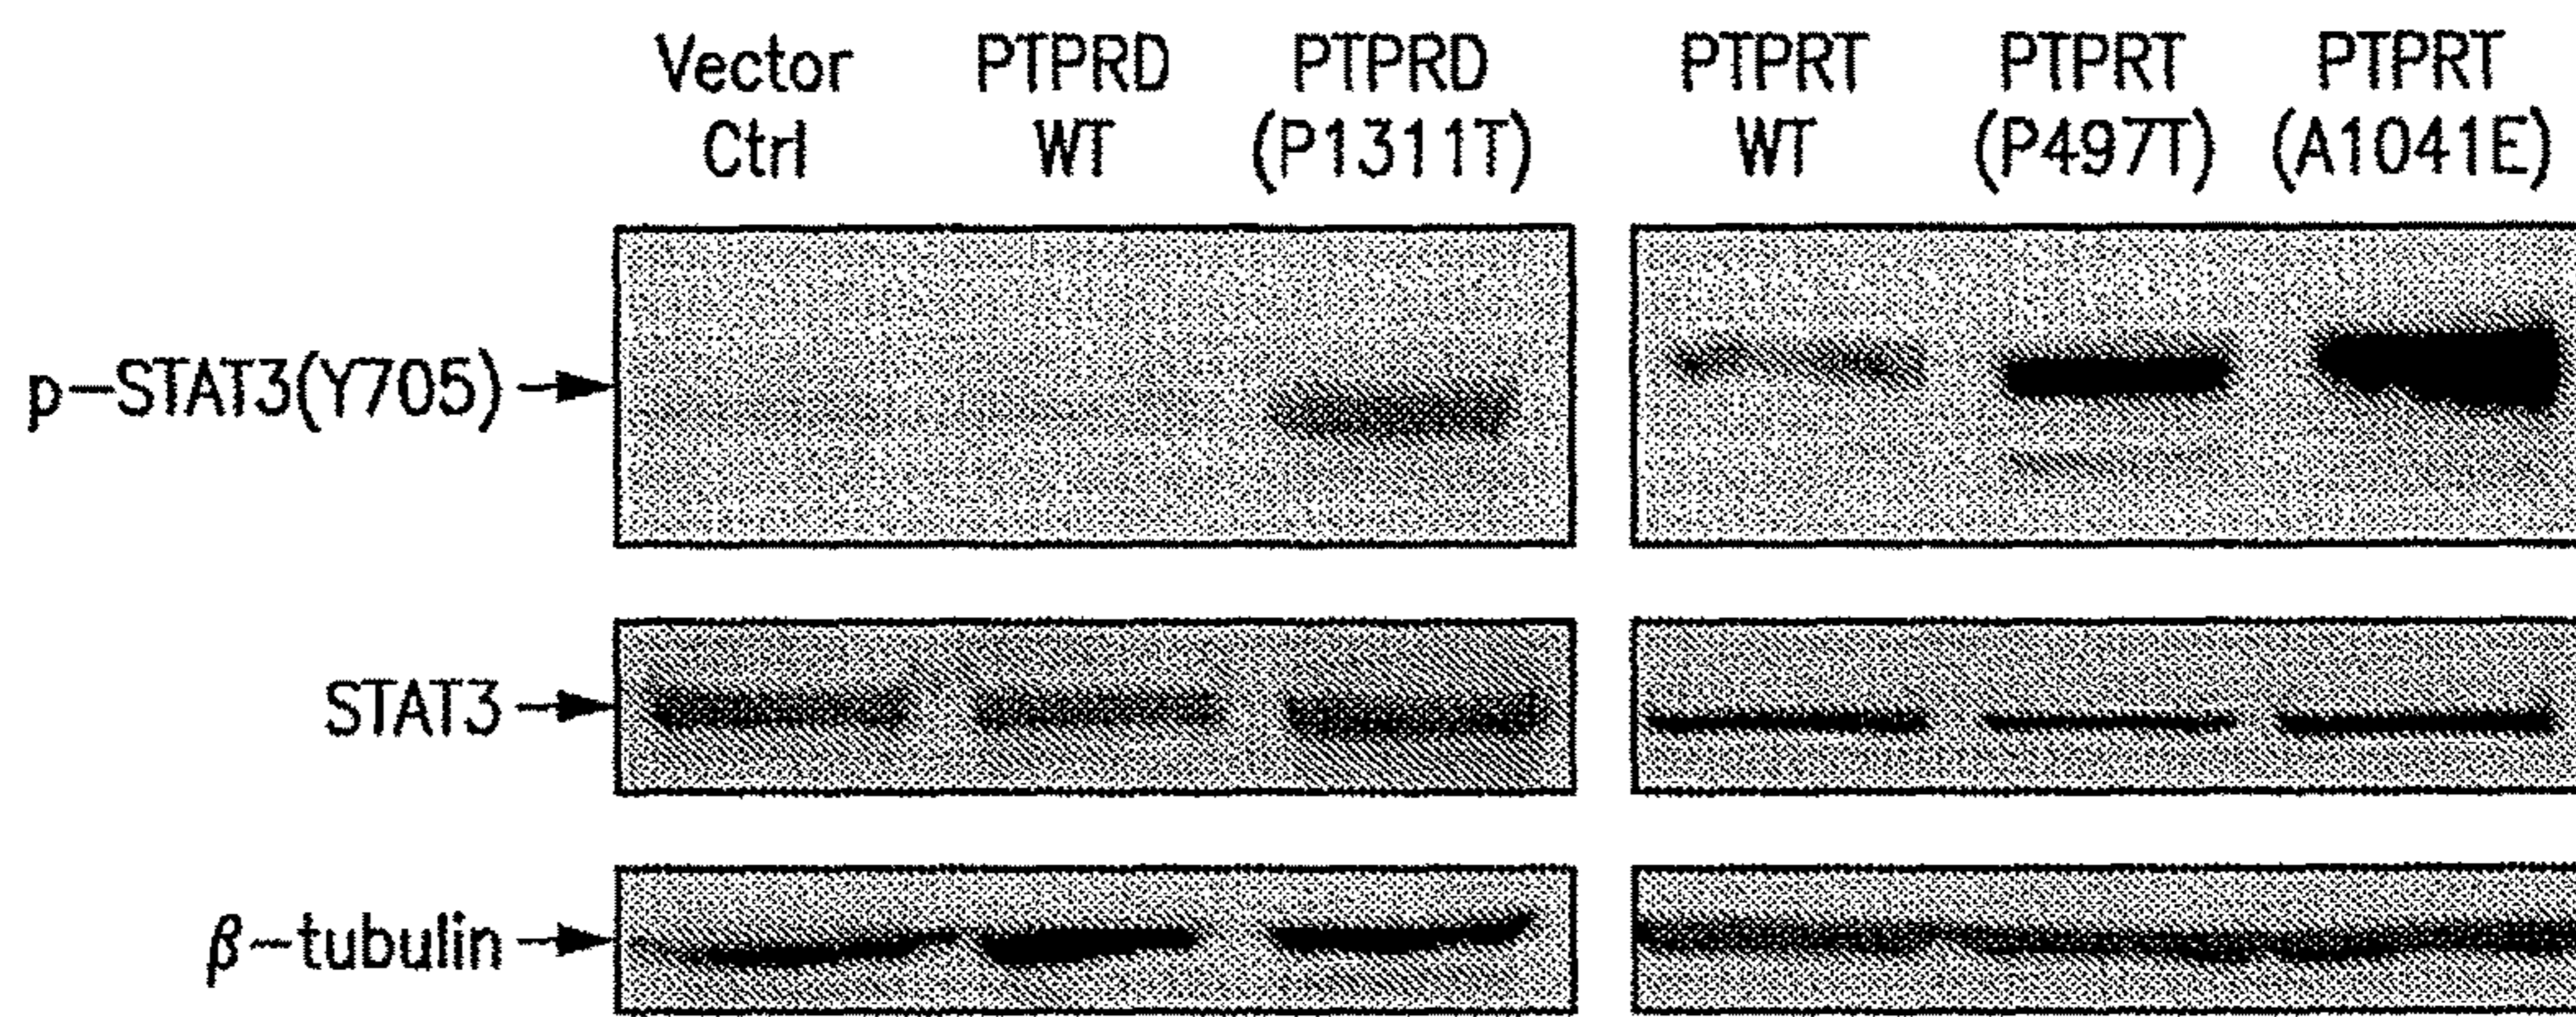 Vector PTPRD PTPRD PTPRT PTPRT PTPRT
Ctrl WT (P1311T) WT (P497T) (A1041E)
p-STAT3(Y705)
STAT3
β-tubulin